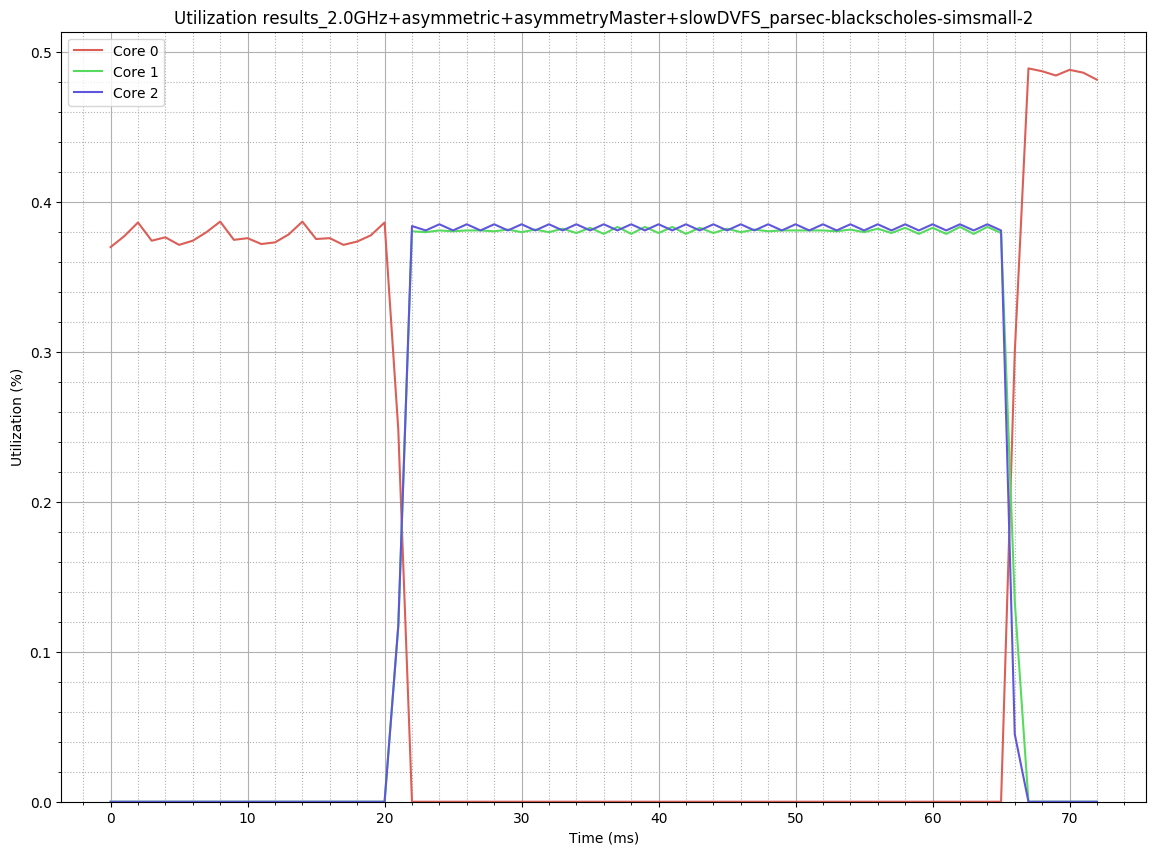 Utilization results_2.0GHz+asymmetric+asymmetryMaster+slowDVFS_parsec-blackscholes-simsmall-2
Core 0
Core 1
Core 2
0.5
0.4
0.3
0.2
0.1
0.0
Utilization (%)
0 10 20 30 40 50 60 70
Time (ms)